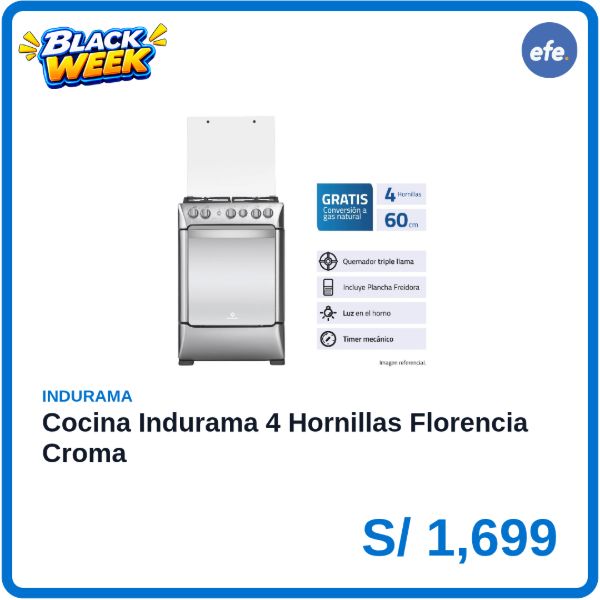 BLACK
WEEK
efe.
GRATIS
Conversión a
gas natural
4 Hornillas
60 cm
Quemador triple llama
Incluye Plancha Freidora
Luz en el horno
Timer mecánico
Imagen referencial.
INDURAMA
Cocina Indurama 4 Hornillas Florencia
Croma
S/ 1,699